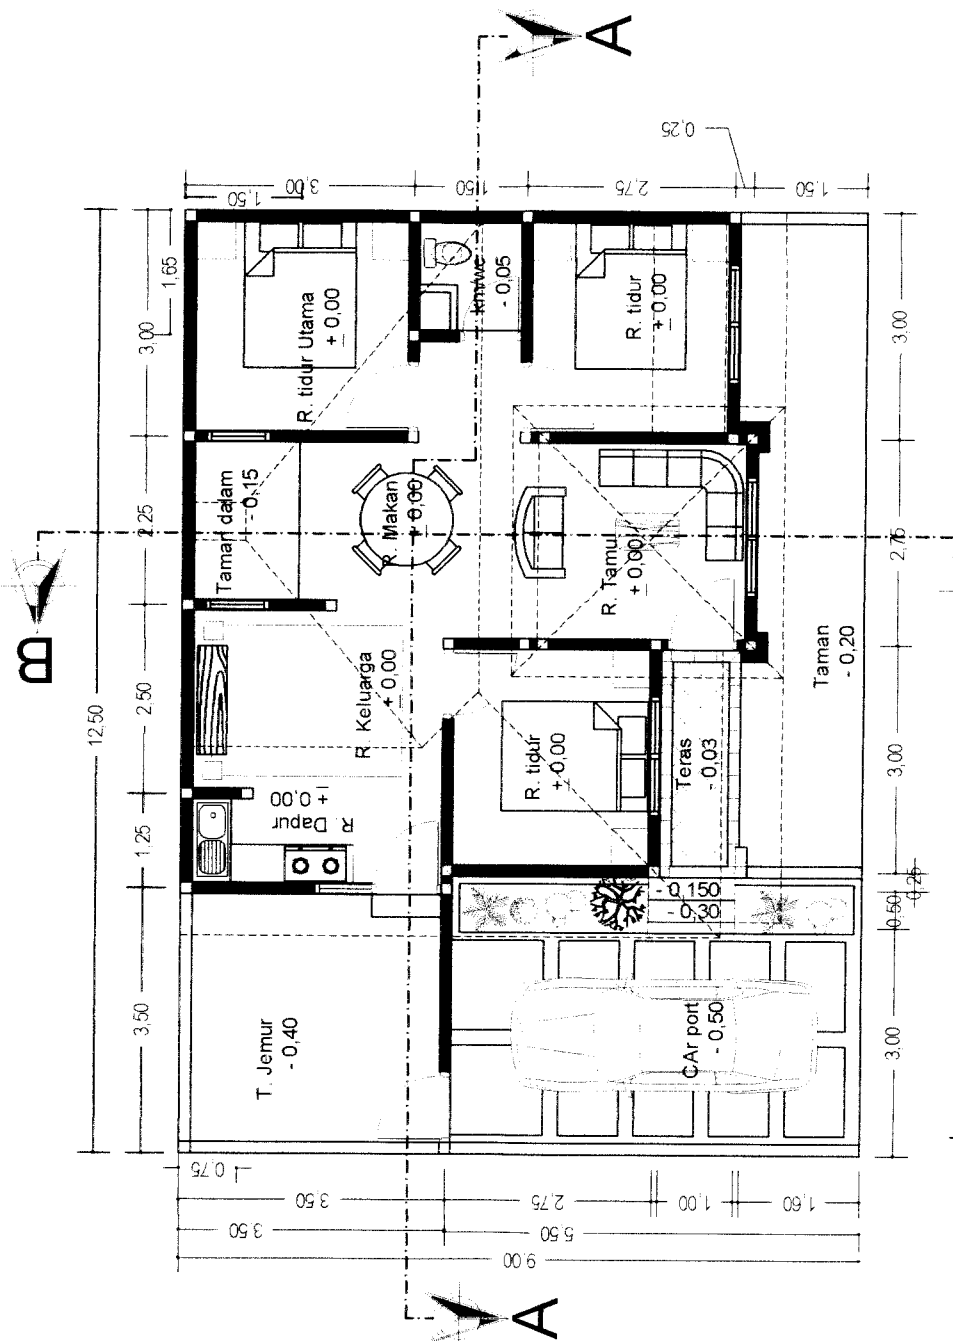 A
0,25
3,00
1,50
1,50
2,75
1,50
12,50
3,00
1,65
2,25
2,50
1,25
3,50
R. tidur Utama
+ 0,00
km/wc
- 0,05
R. tidur
+ 0,00
3,00
B
Taman dalam
- 0,15
R. Makan
+ 0,00
R. Tamu
+ 0,00
2,75
R. Keluarga
+ 0,00
Taman
- 0,20
R. tidur
+ 0,00
Teras
- 0,03
3,00
R. Dapur
+ 0,00
- 0,150
- 0,30
0,25
0,50
T. Jemur
- 0,40
CAr port
- 0,50
3,00
0,75
3,50
2,75
1,00
1,60
3,50
5,50
9,00
A